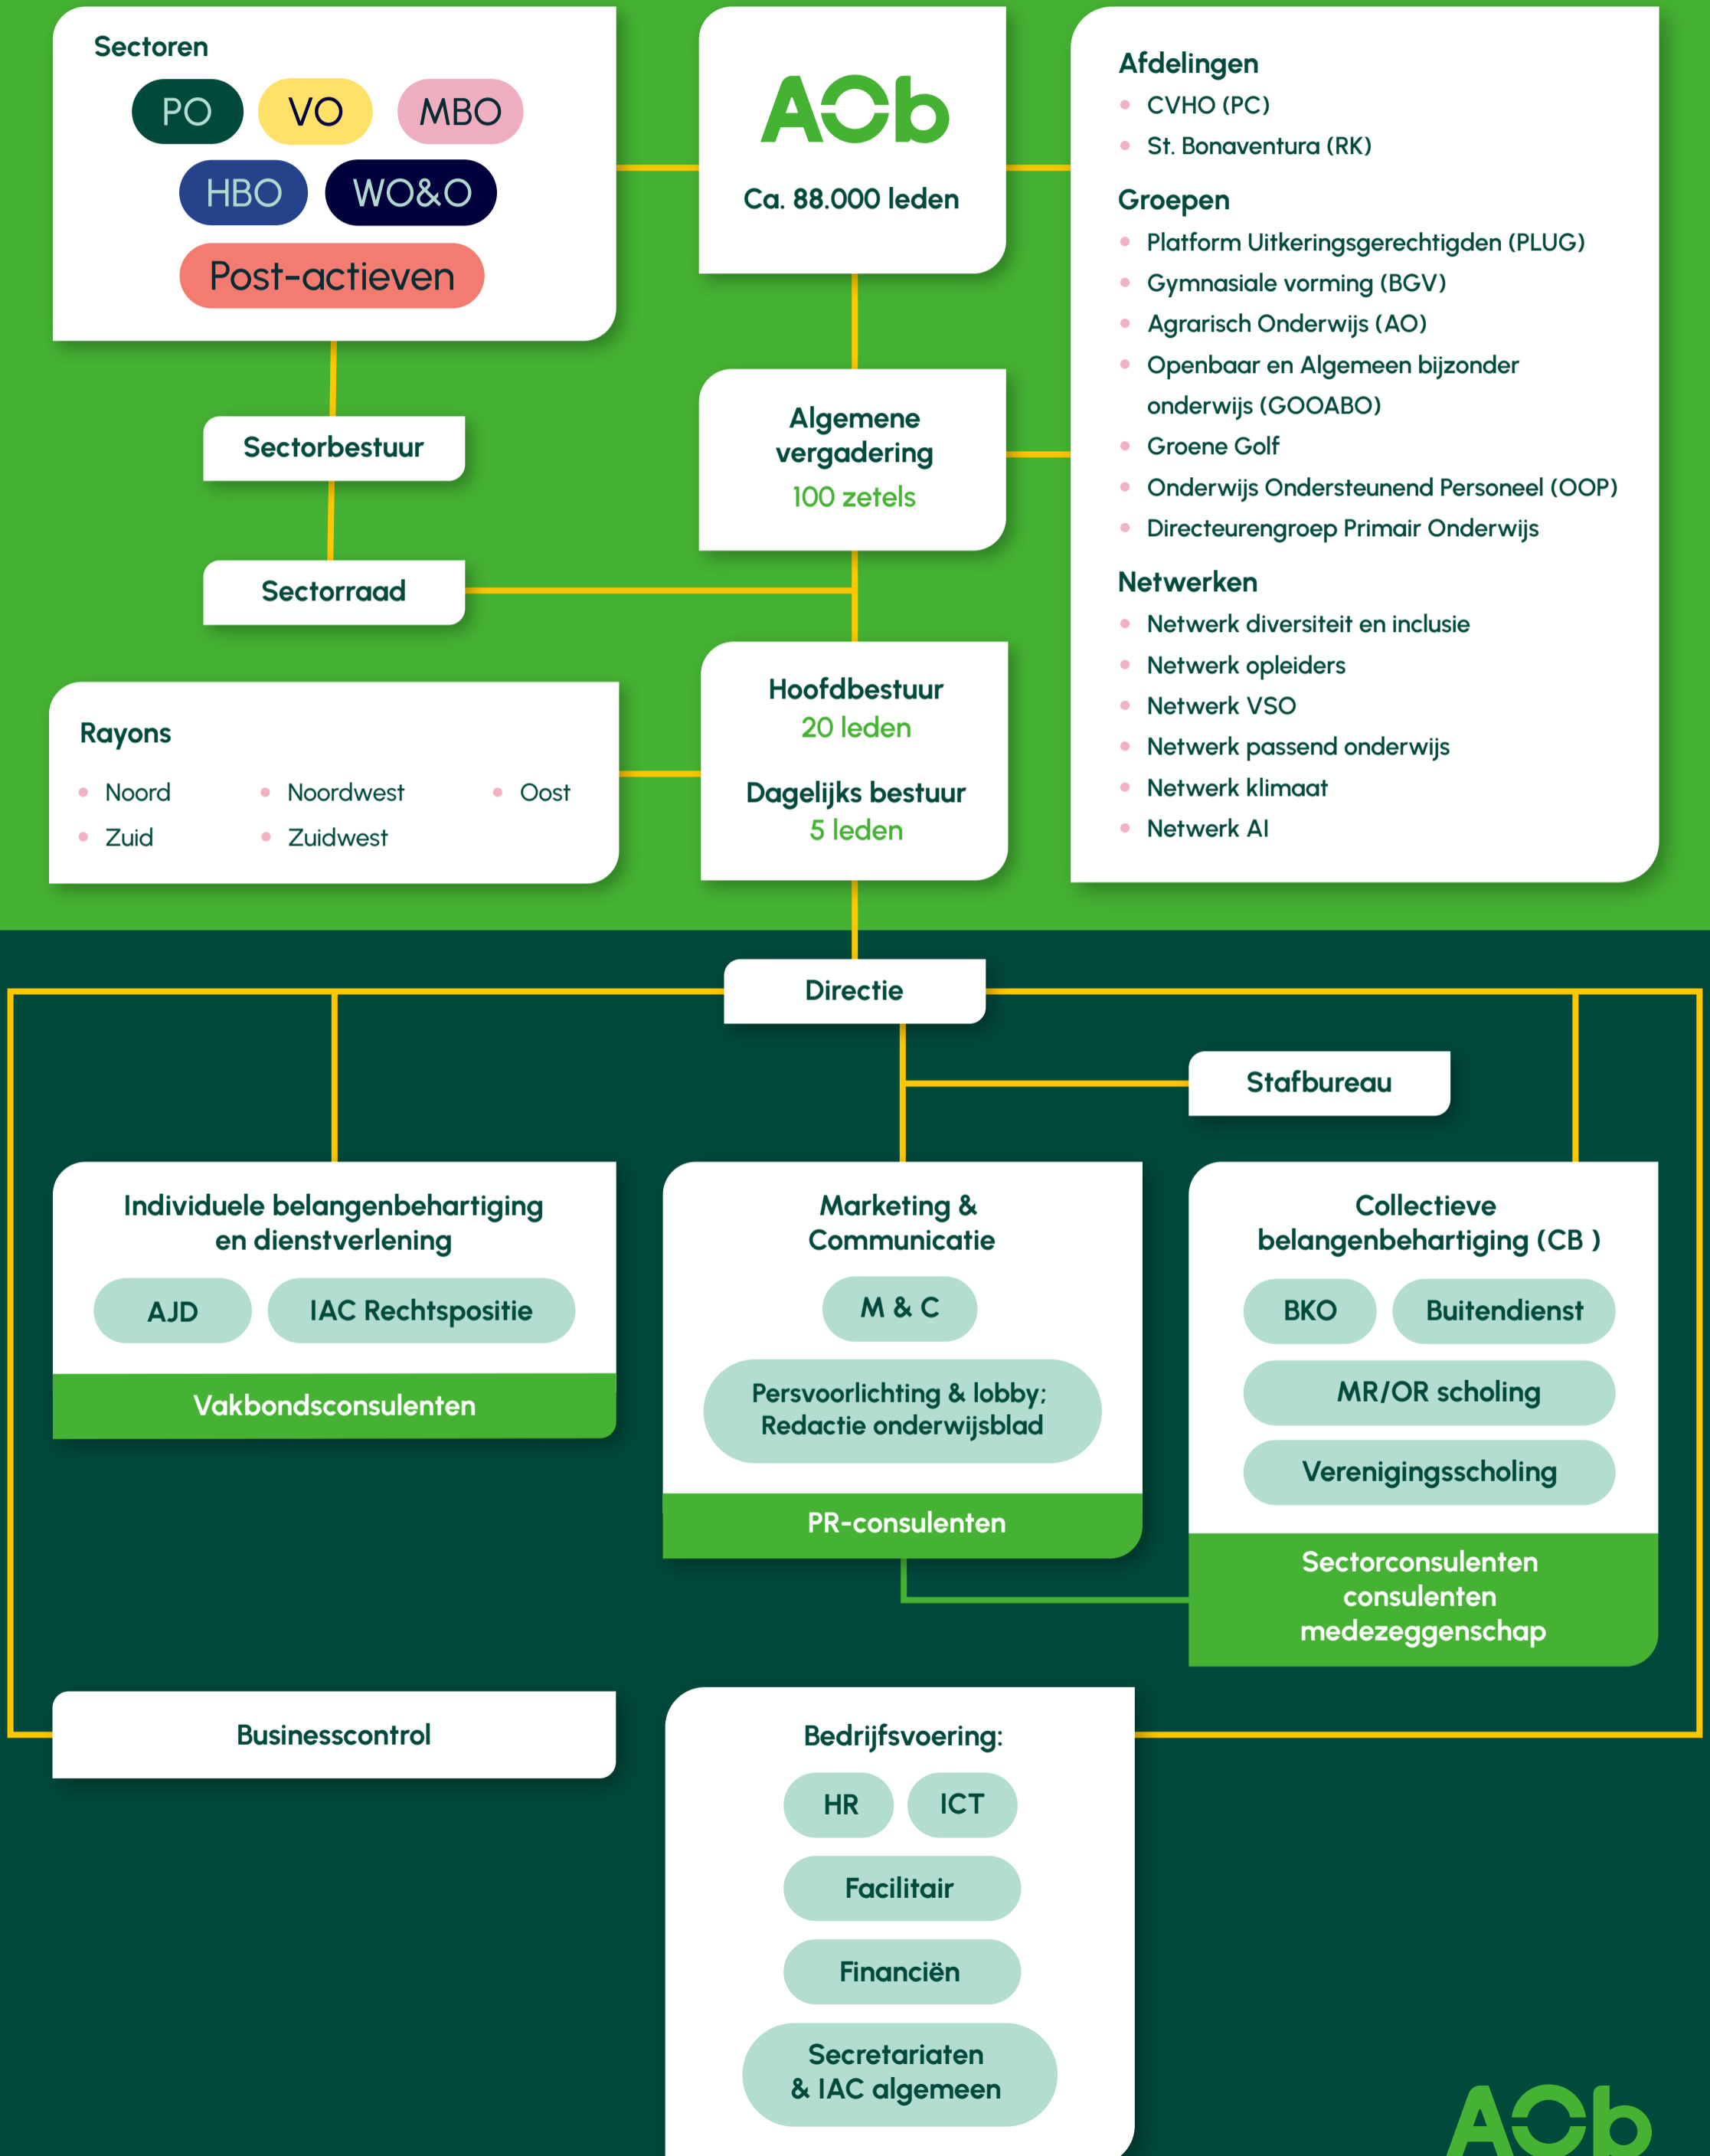 Sectoren
PO
VO
MBO
HBO
WO&O
Post-actieven
AOb
Ca. 88.000 leden
Afdelingen
CVHO (PC)
St. Bonaventura (RK)
Groepen
Platform Uitkeringsgerechtigden (PLUG)
Gymnasiale vorming (BGV)
Agrarisch Onderwijs (AO)
Openbaar en Algemeen bijzonder
onderwijs (GOOABO)
Groene Golf
Onderwijs Ondersteunend Personeel (OOP)
Directeurengroep Primair Onderwijs
Netwerken
Netwerk diversiteit en inclusie
Netwerk opleiders
Netwerk VSO
Netwerk passend onderwijs
Netwerk klimaat
Netwerk AI
Sectorbestuur
Algemene
vergadering
100 zetels
Sectorraad
Rayons
Noord
Noordwest
Oost
Zuid
Zuidwest
Hoofdbestuur
20 leden
Dagelijks bestuur
5 leden
Directie
Stafbureau
Individuele belangenbehartiging
en dienstverlening
AJD
IAC Rechtspositie
Vakbondsconsulenten
Marketing &
Communicatie
M & C
Persvoorlichting & lobby;
Redactie onderwijsblad
PR-consulenten
Collectieve
belangenbehartiging (CB )
BKO
Buitendienst
MR/OR scholing
Verenigingsscholing
Sectorconsulenten
consulenten
medezeggenschap
Businesscontrol
Bedrijfsvoering:
HR
ICT
Facilitair
Financiën
Secretariaten
& IAC algemeen
AOb